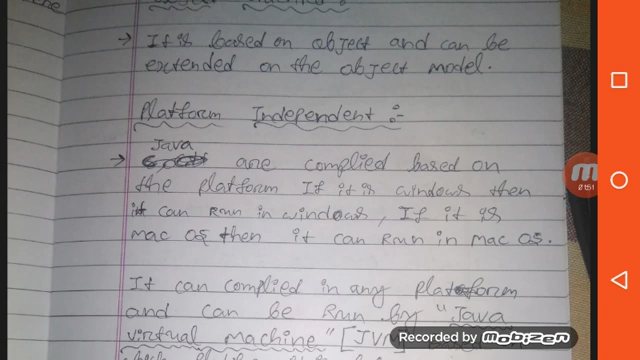 → It is based on object and can be
extended on the object model.
Platform Independent :-
Java
→ are complied based on
the platform If it is windows then
it can Run in windows, If it is
mac OS then it can Run in Mac OS.
It can complied in any platform
and can be Run by "Java
virtual machine" [JVM
Recorded by Mobizen
01:51